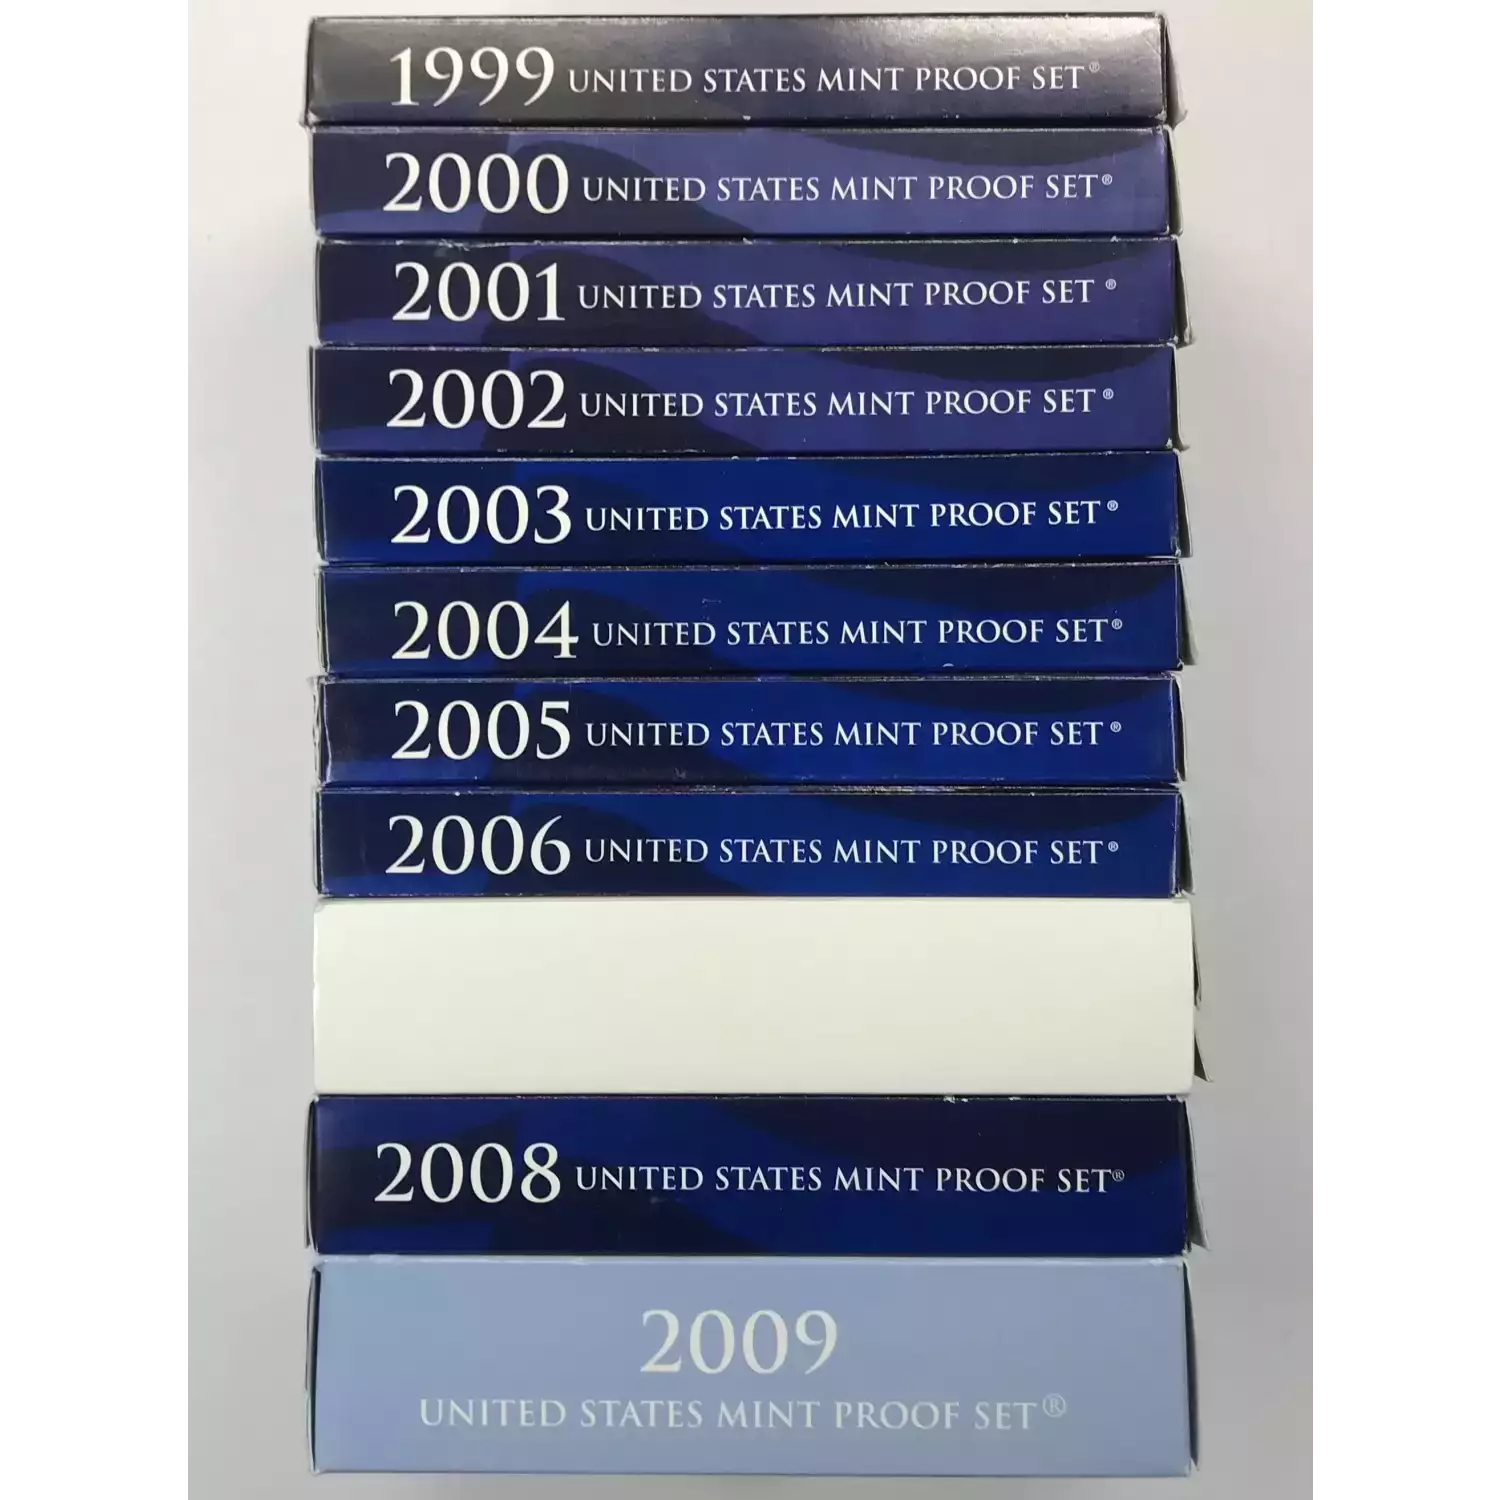 1999 UNITED STATES MINT PROOF SET®
2000 UNITED STATES MINT PROOF SET®
2001 UNITED STATES MINT PROOF SET ®
2002 UNITED STATES MINT PROOF SET ®
2003 UNITED STATES MINT PROOF SET ®
2004 UNITED STATES MINT PROOF SET®
2005 UNITED STATES MINT PROOF SET ®
2006 UNITED STATES MINT PROOF SET ®
2008 UNITED STATES MINT PROOF SET®
2009
UNITED STATES MINT PROOF SET®